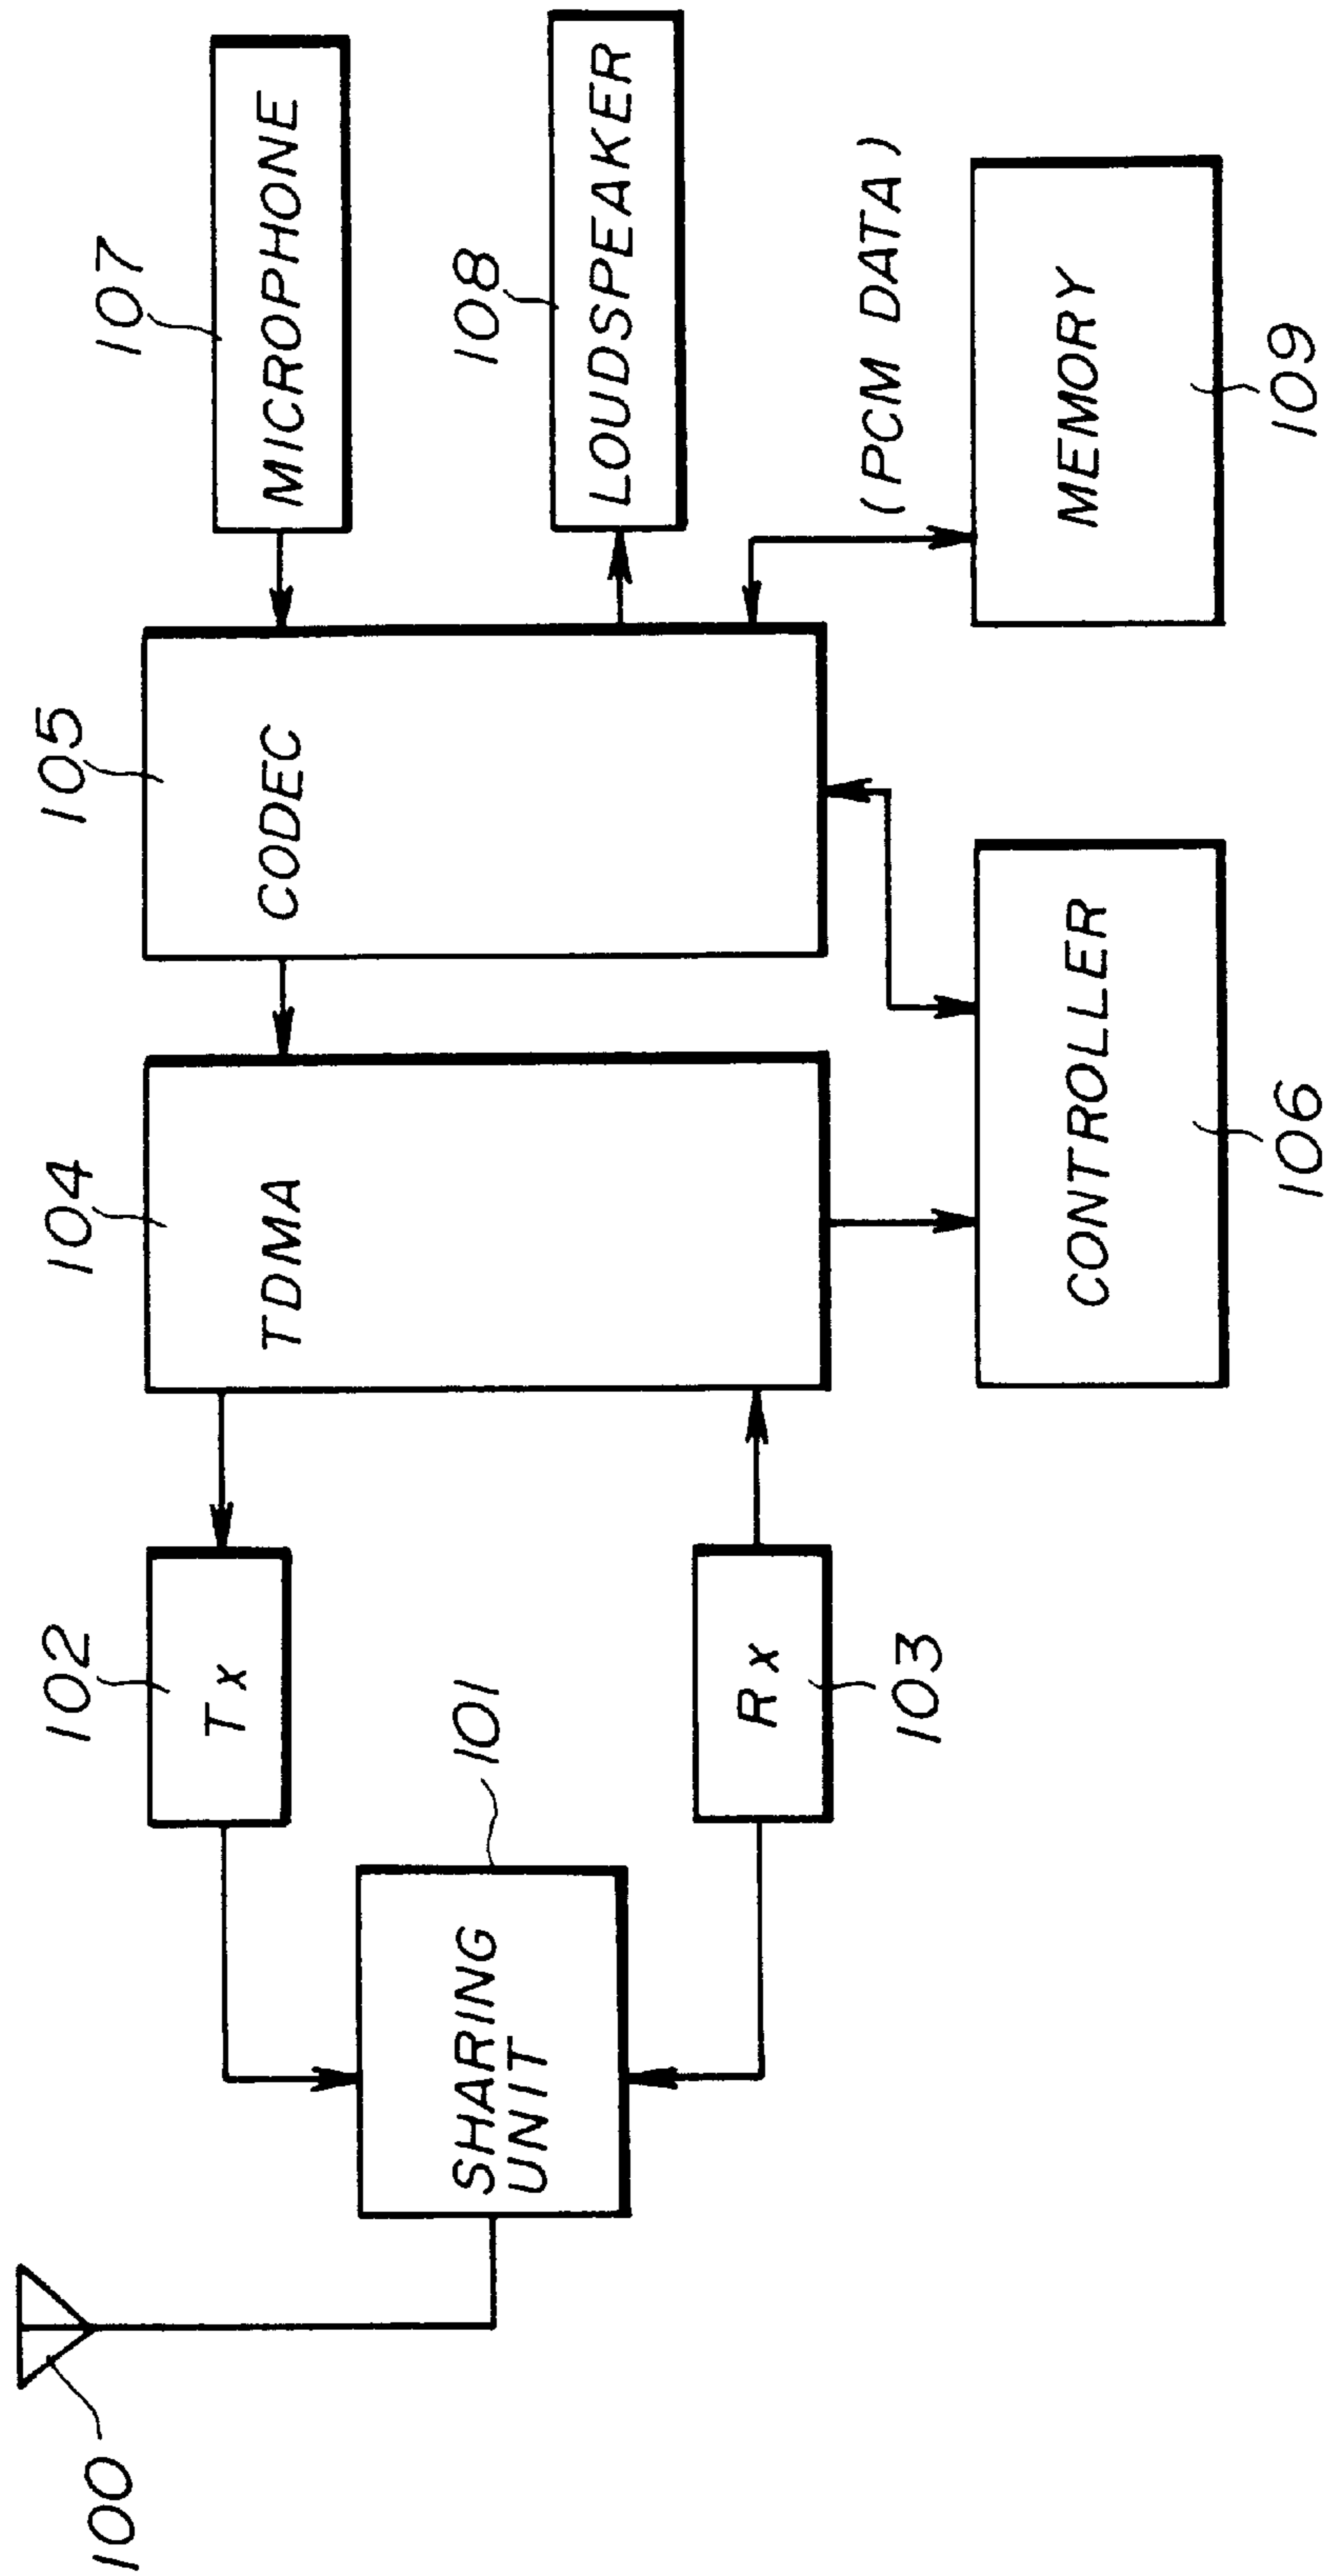 100
SHARING
UNIT
101
102
Tx
Rx
103
104
TDMA
105
CODEC
CONTROLLER
106
107
MICROPHONE
108
LOUDSPEAKER
(PCM DATA)
MEMORY
109